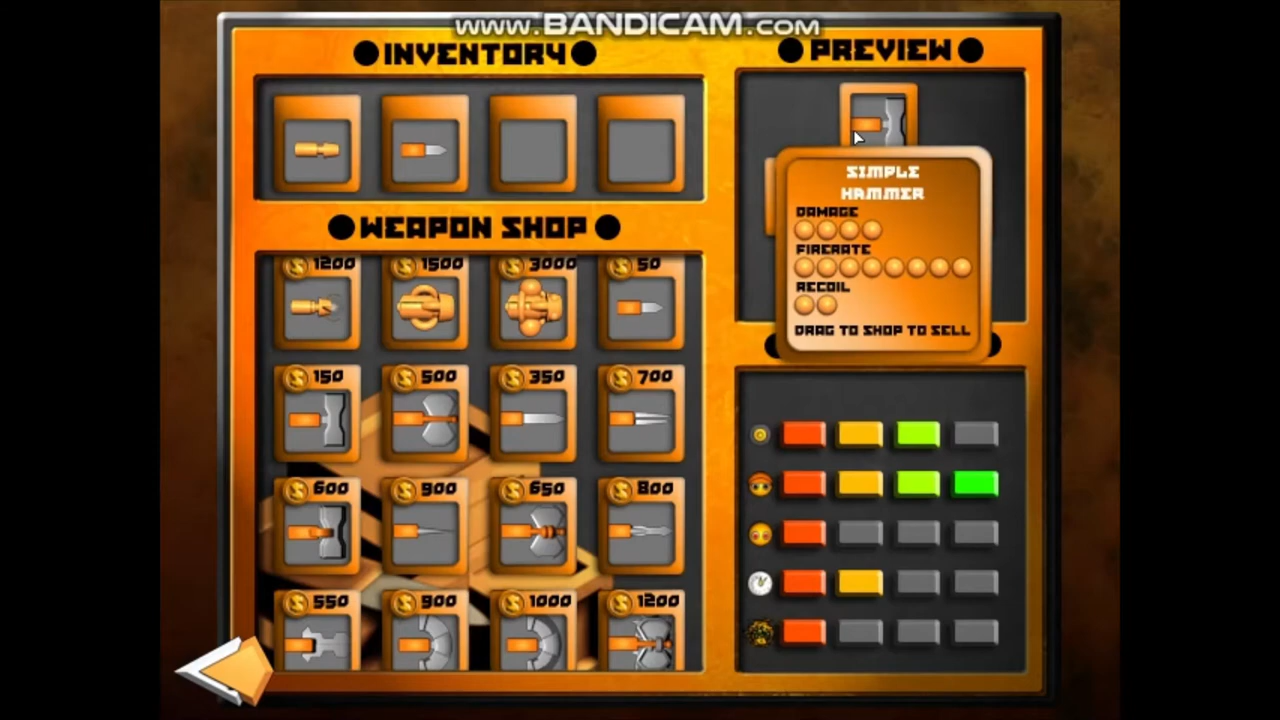 www.BANDICAM.com
INVENTORY
PREVIEW
SIMPLE
HAMMER
DAMAGE
FIRERATE
RECOIL
DRAG TO SHOP TO SELL
WEAPON SHOP
1200 1500 3000 50
150 500 350 700
600 900 650 800
550 900 1000 1200